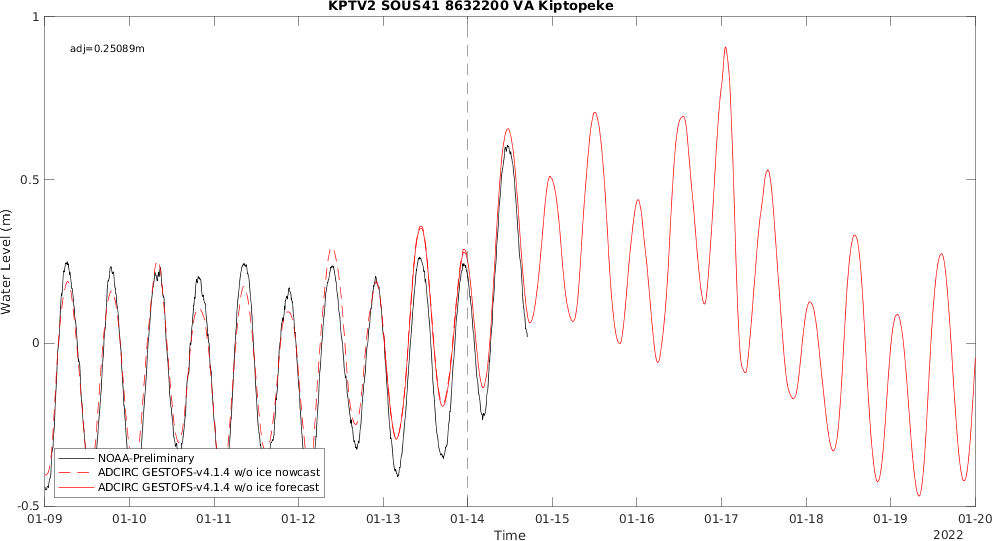 KPTV2 SOUS41 8632200 VA Kiptopeke
adj=0.25089m
1
0.5
0
-0.5
Water Level (m)
NOAA-Preliminary
ADCIRC GESTOFS-v4.1.4 w/o ice nowcast
ADCIRC GESTOFS-v4.1.4 w/o ice forecast
01-09 01-10 01-11 01-12 01-13 01-14 01-15 01-16 01-17 01-18 01-19 01-20
Time
2022